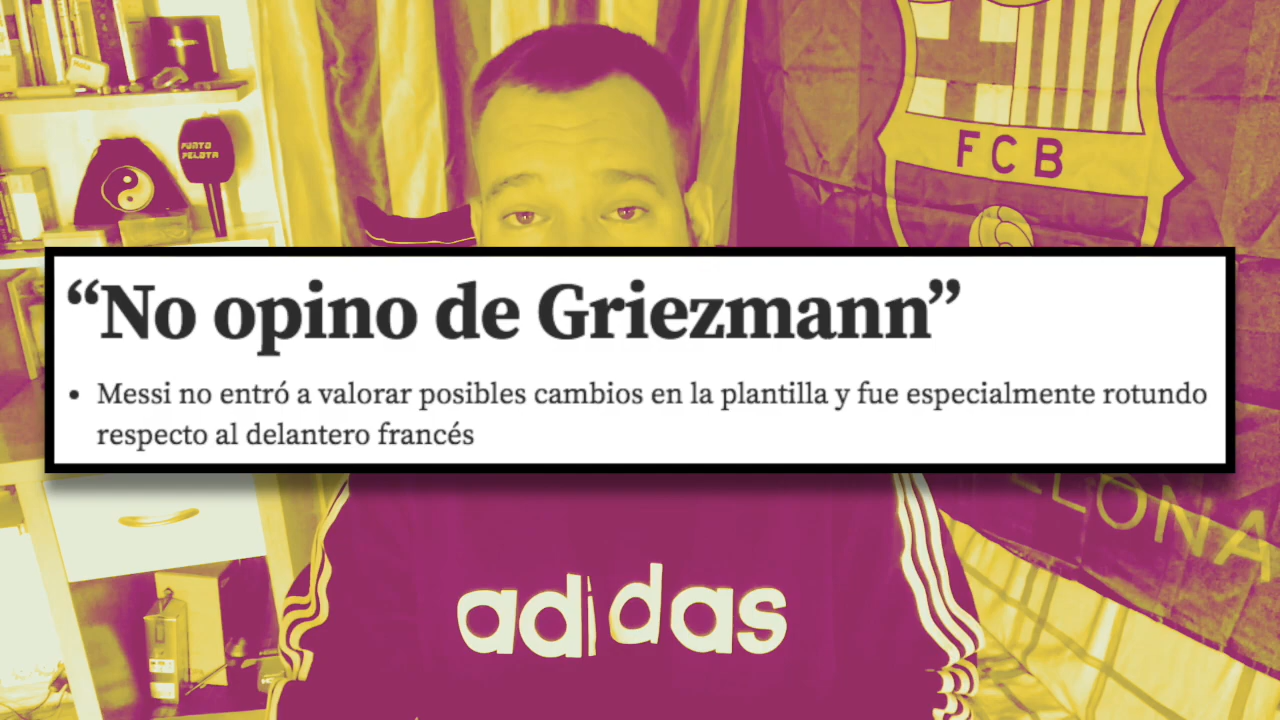 PUNTO
PELOTA
FCB
“No opino de Griezmann”
• Messi no entró a valorar posibles cambios en la plantilla y fue especialmente rotundo
respecto al delantero francés
ELONA
adidas